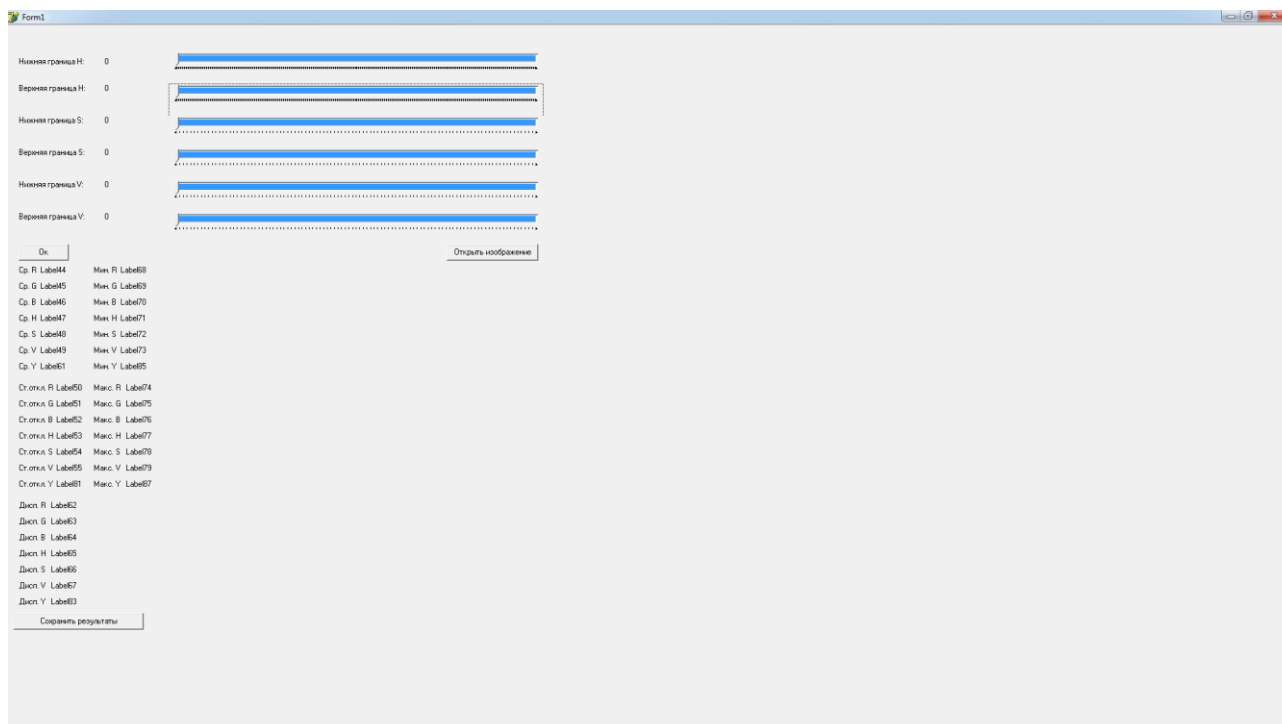 Form1
Нижняя граница H: 0
Верхняя граница H: 0
Нижняя граница S: 0
Верхняя граница S: 0
Нижняя граница V: 0
Верхняя граница V: 0
Ок Открыть изображение
Ср. R Label44 Мин. R Label68
Ср. G Label45 Мин. G Label69
Ср. B Label46 Мин. B Label70
Ср. H Label47 Мин. H Label71
Ср. S Label48 Мин. S Label72
Ср. V Label49 Мин. V Label73
Ср. Y Label61 Мин. Y Label85
Ст.откл. R Label50 Макс. R Label74
Ст.откл. G Label51 Макс. G Label75
Ст.откл. B Label52 Макс. B Label76
Ст.откл. H Label53 Макс. H Label77
Ст.откл. S Label54 Макс. S Label78
Ст.откл. V Label55 Макс. V Label79
Ст.откл. Y Label81 Макс. Y Label87
Дисп. R Label62
Дисп. G Label63
Дисп. B Label64
Дисп. H Label65
Дисп. S Label66
Дисп. V Label67
Дисп. Y Label83
Сохранить результаты